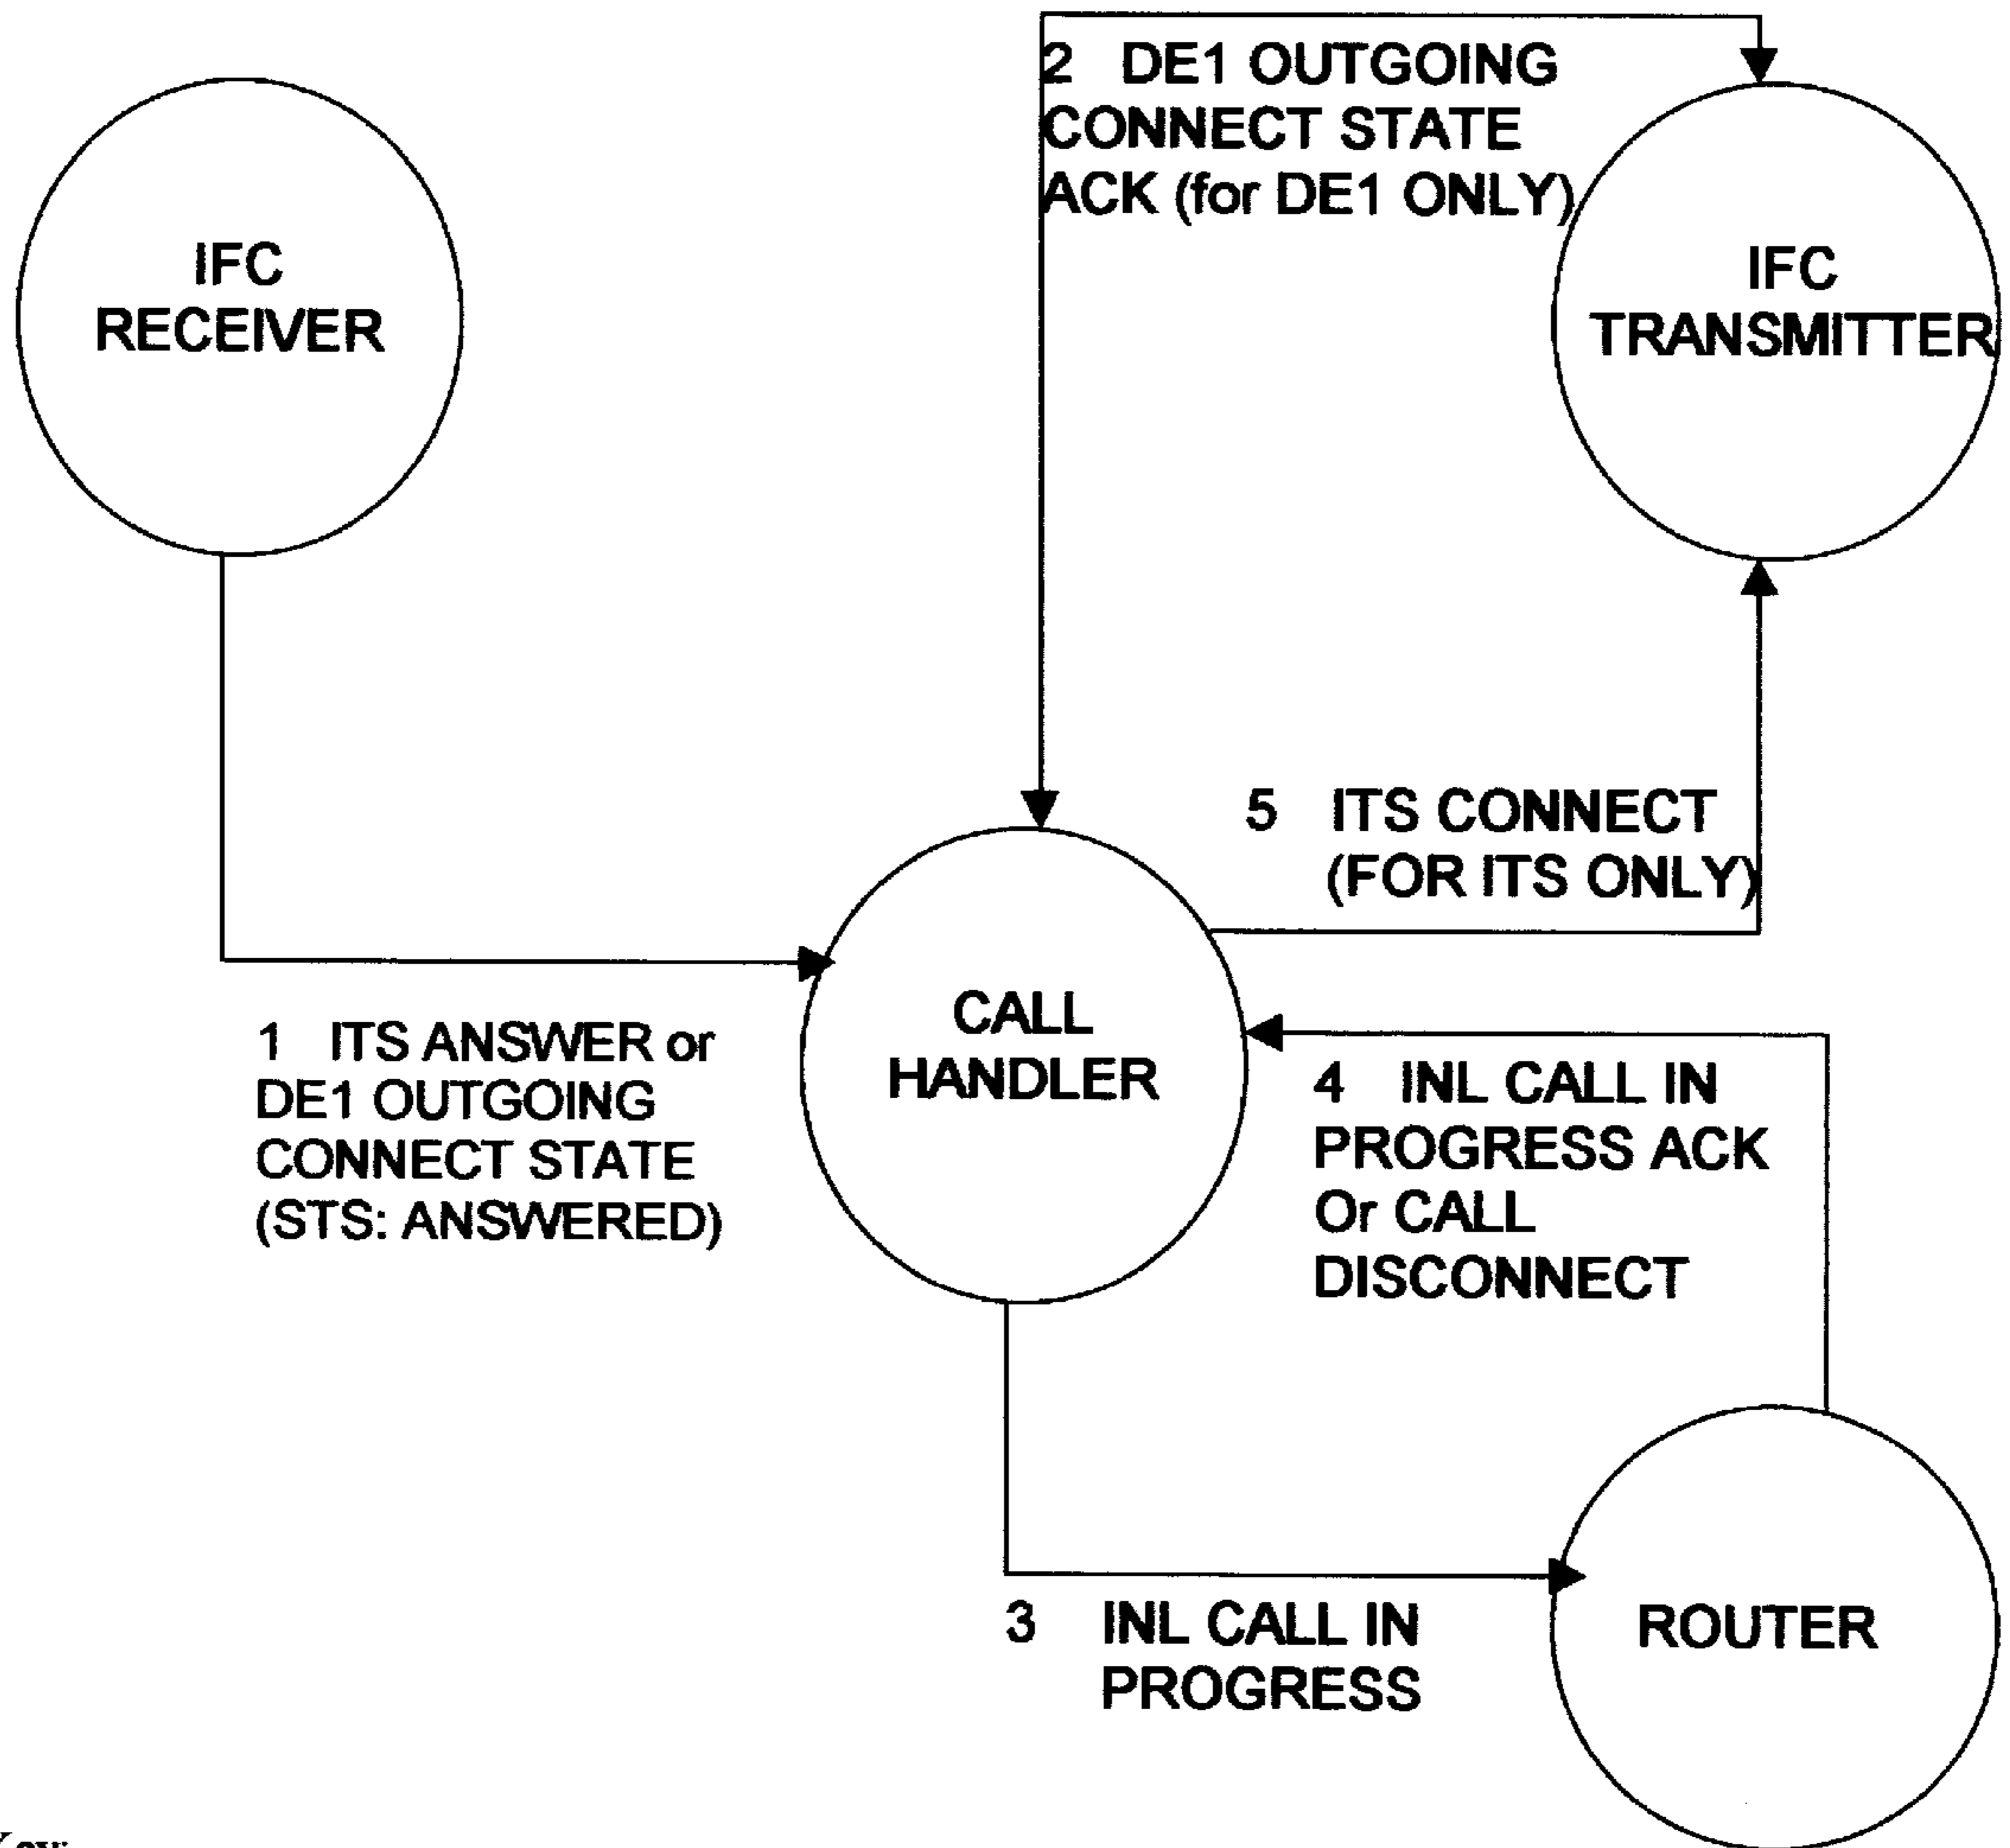 2 DE1 OUTGOING
CONNECT STATE
ACK (for DE1 ONLY)
IFC
RECEIVER
IFC
TRANSMITTER
5 ITS CONNECT
(FOR ITS ONLY)
CALL
HANDLER
1 ITS ANSWER or
DE1 OUTGOING
CONNECT STATE
(STS: ANSWERED)
4 INL CALL IN
PROGRESS ACK
Or CALL
DISCONNECT
3 INL CALL IN
PROGRESS
ROUTER